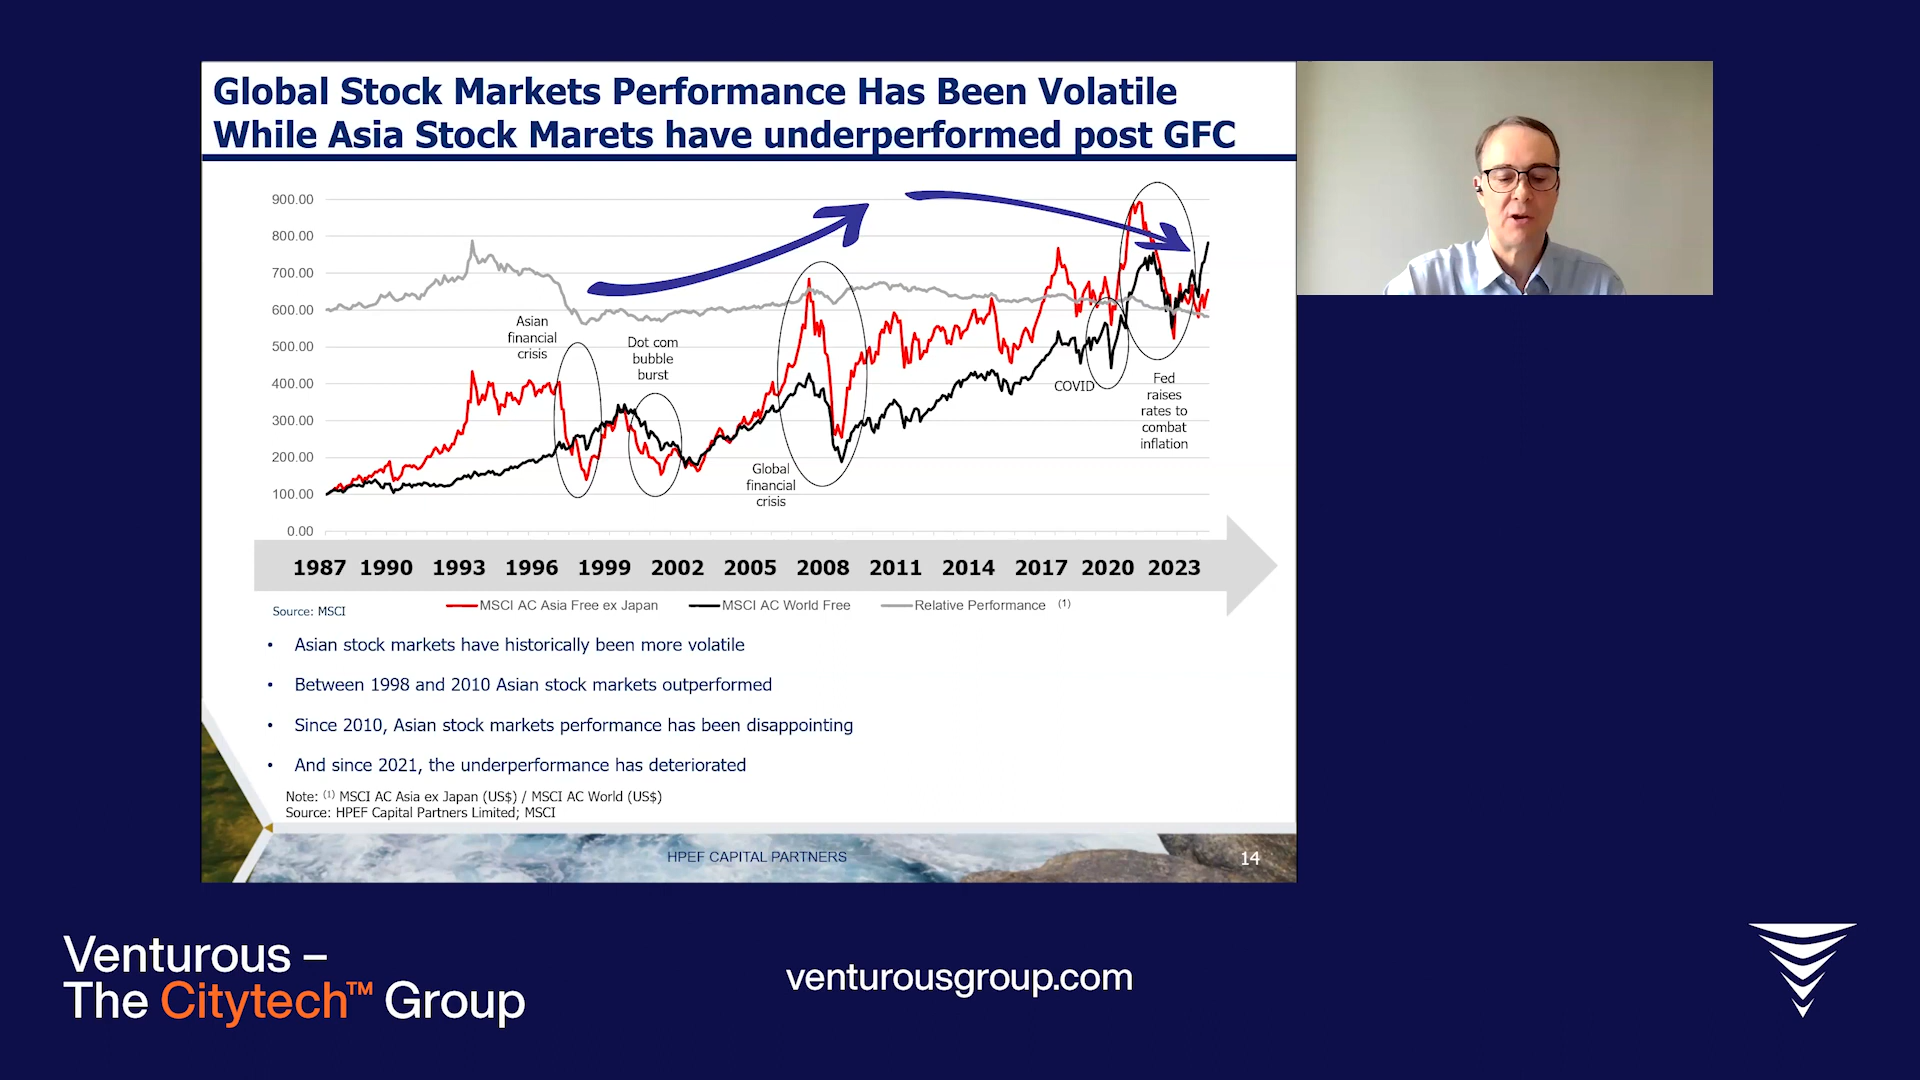 Global Stock Markets Performance Has Been Volatile
While Asia Stock Marets have underperformed post GFC
900.00
800.00
700.00
600.00
500.00
400.00
300.00
200.00
100.00
0.00
Asian
financial
crisis
Dot com
bubble
burst
Global
financial
crisis
COVID
Fed
raises
rates to
combat
inflation
1987 1990 1993 1996 1999 2002 2005 2008 2011 2014 2017 2020 2023
Source: MSCI
MSCI AC Asia Free ex Japan MSCI AC World Free Relative Performance (1)
• Asian stock markets have historically been more volatile
• Between 1998 and 2010 Asian stock markets outperformed
• Since 2010, Asian stock markets performance has been disappointing
• And since 2021, the underperformance has deteriorated
Note: (1) MSCI AC Asia ex Japan (US$) / MSCI AC World (US$)
Source: HPEF Capital Partners Limited; MSCI
HPEF CAPITAL PARTNERS
14
Venturous –
The Citytech™ Group
venturousgroup.com